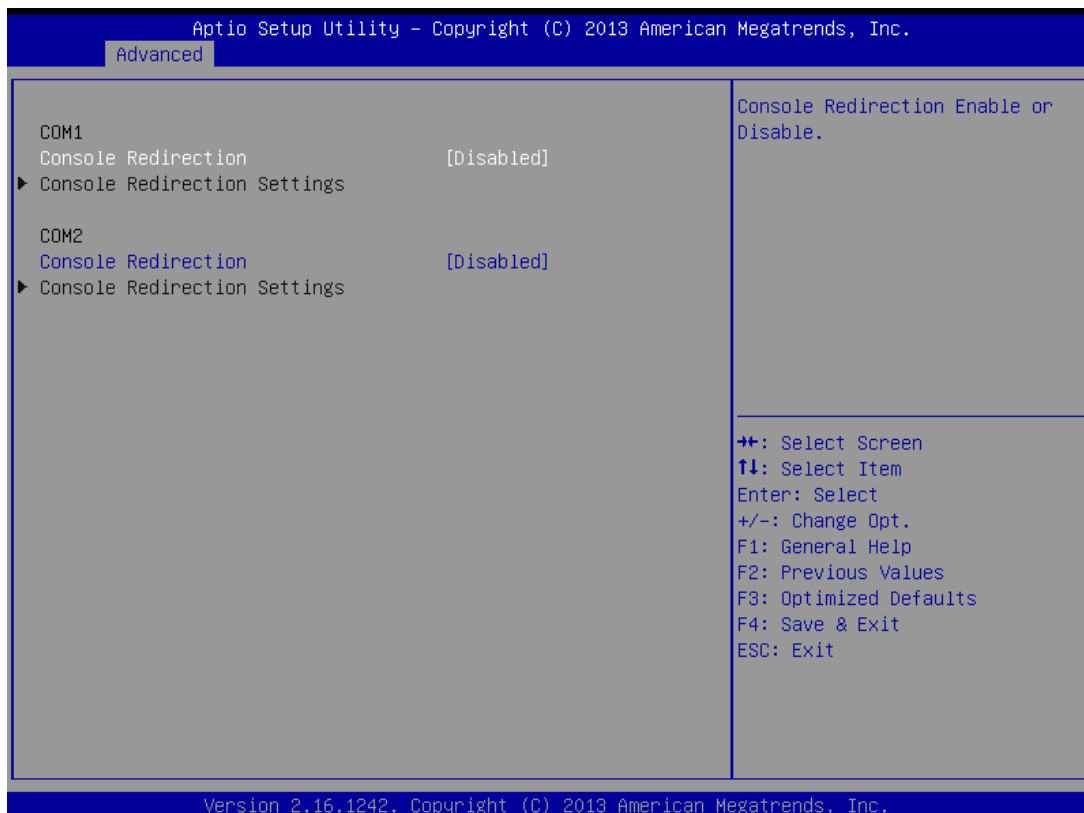 Aptio Setup Utility – Copyright (C) 2013 American Megatrends, Inc.
Advanced
COM1
Console Redirection [Disabled]
▶ Console Redirection Settings
COM2
Console Redirection [Disabled]
▶ Console Redirection Settings
Console Redirection Enable or
Disable.
→←: Select Screen
↑↓: Select Item
Enter: Select
+/-: Change Opt.
F1: General Help
F2: Previous Values
F3: Optimized Defaults
F4: Save & Exit
ESC: Exit
Version 2.16.1242. Copyright (C) 2013 American Megatrends, Inc.